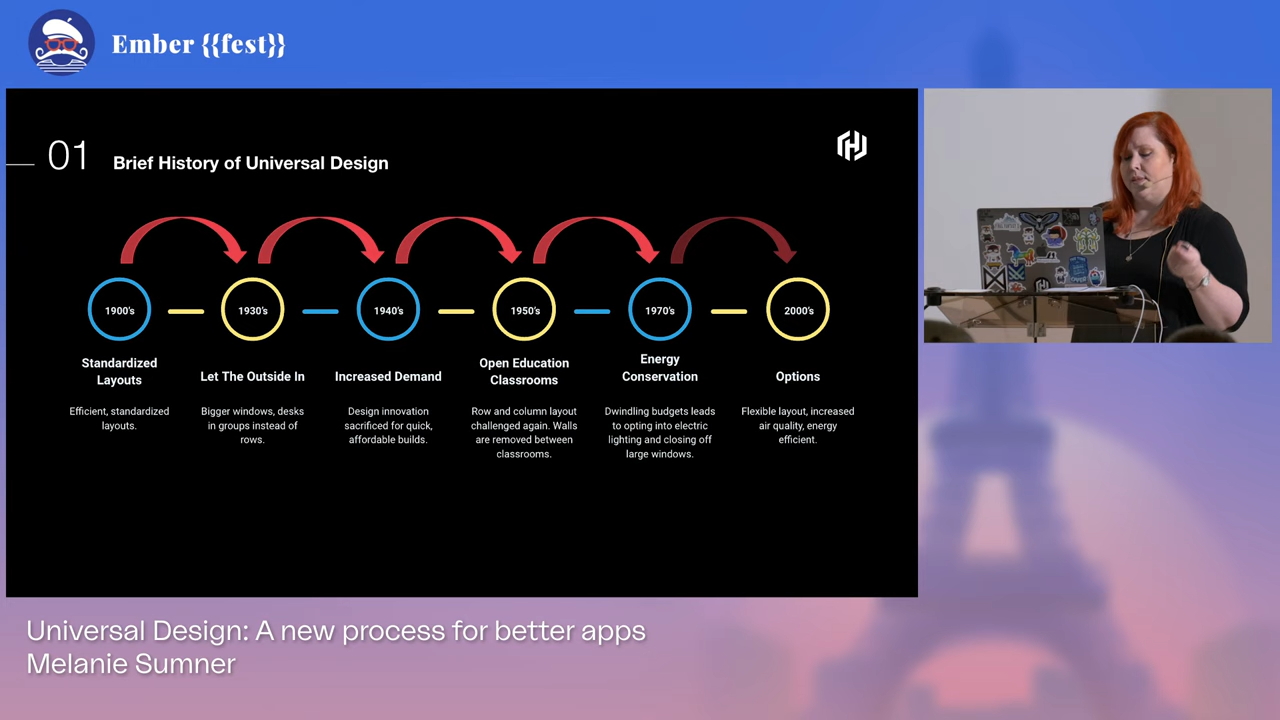 Ember {{fest}}
01
Brief History of Universal Design
1900's
1930's
1940's
1950's
1970's
2000's
Standardized
Layouts
Efficient, standardized
layouts.
Let The Outside In
Bigger windows, desks
in groups instead of
rows.
Increased Demand
Design innovation
sacrificed for quick,
affordable builds.
Open Education
Classrooms
Row and column layout
challenged again. Walls
are removed between
classrooms.
Energy
Conservation
Dwindling budgets leads
to opting into electric
lighting and closing off
large windows.
Options
Flexible layout, increased
air quality, energy
efficient.
Universal Design: A new process for better apps
Melanie Sumner